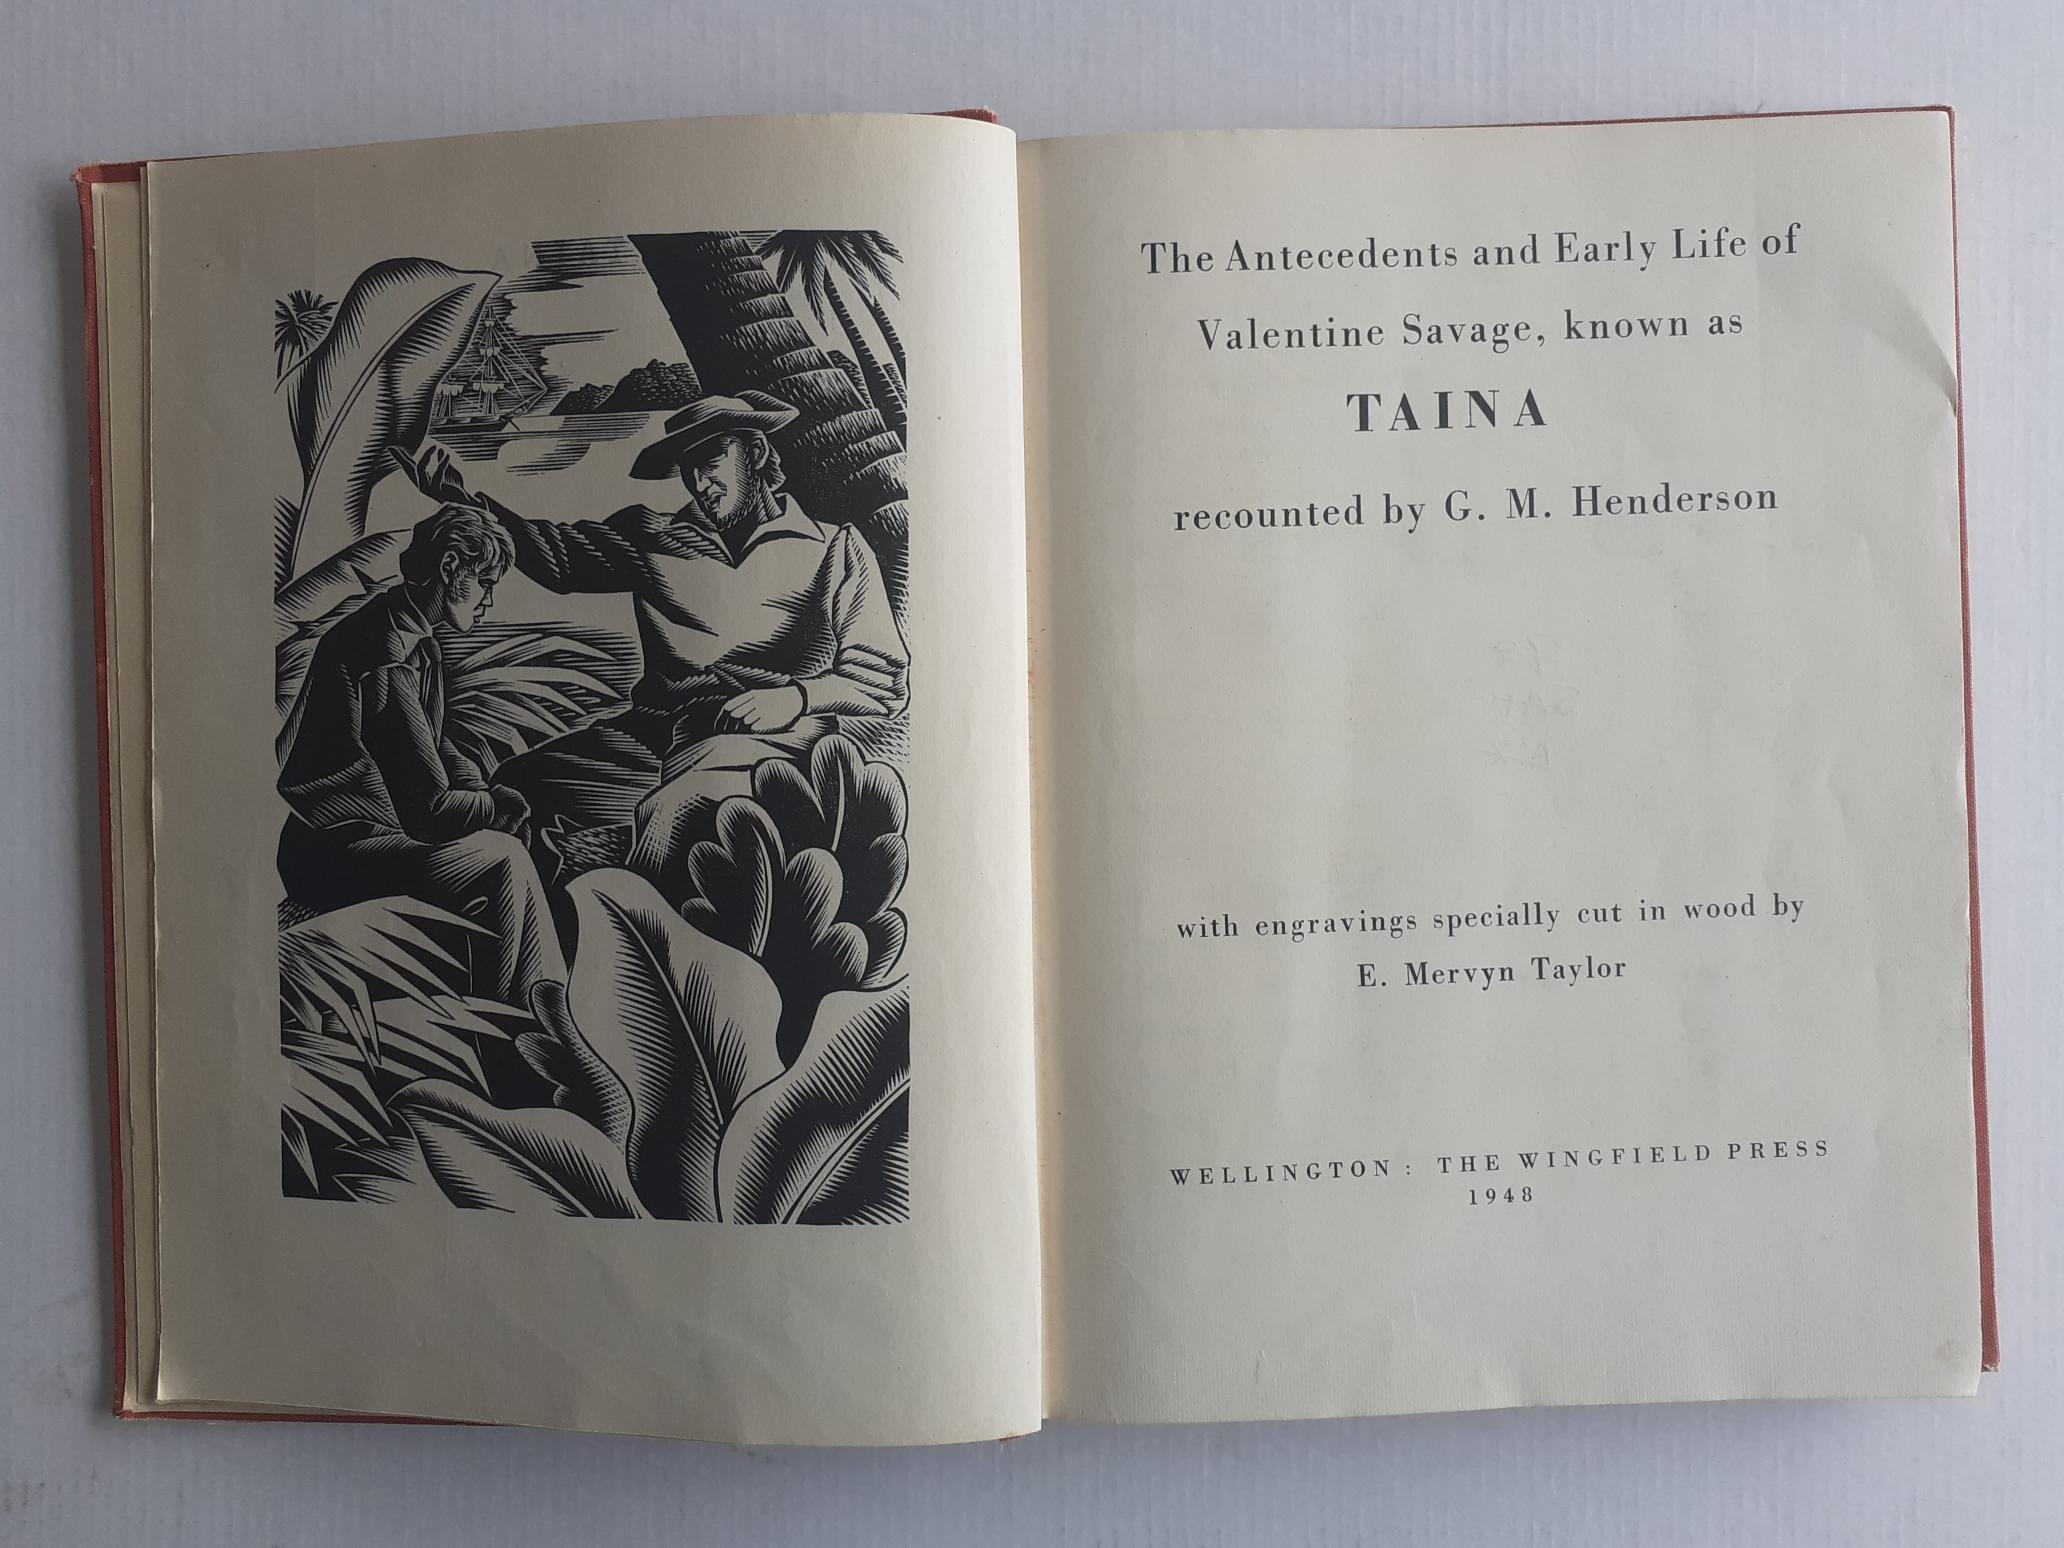 The Antecedents and Early Life of
Valentine Savage, known as
TAINA
recounted by G. M. Henderson
with engravings specially cut in wood by
E. Mervyn Taylor
WELLINGTON : THE WINGFIELD PRESS
1948